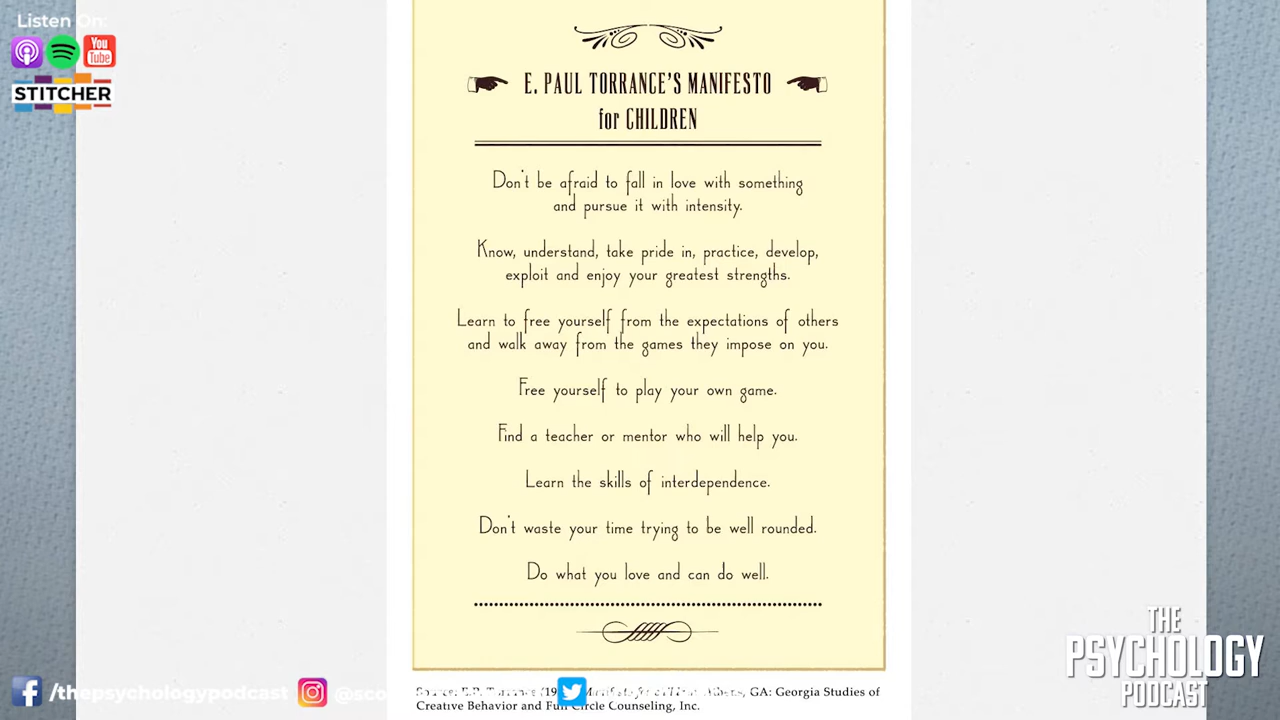 Listen On:
You
Tube
STITCHER
E. PAUL TORRANCE'S MANIFESTO
for CHILDREN
Don't be afraid to fall in love with something
and pursue it with intensity.
Know, understand, take pride in, practice, develop,
exploit and enjoy your greatest strengths.
Learn to free yourself from the expectations of others
and walk away from the games they impose on you.
Free yourself to play your own game.
Find a teacher or mentor who will help you.
Learn the skills of interdependence.
Don't waste your time trying to be well rounded.
Do what you love and can do well.
GA: Georgia Studies of
Creative Behavior and Full Circle Counseling, Inc.
/thepsychologypodcast
THE
PSYCHOLOGY
PODCAST